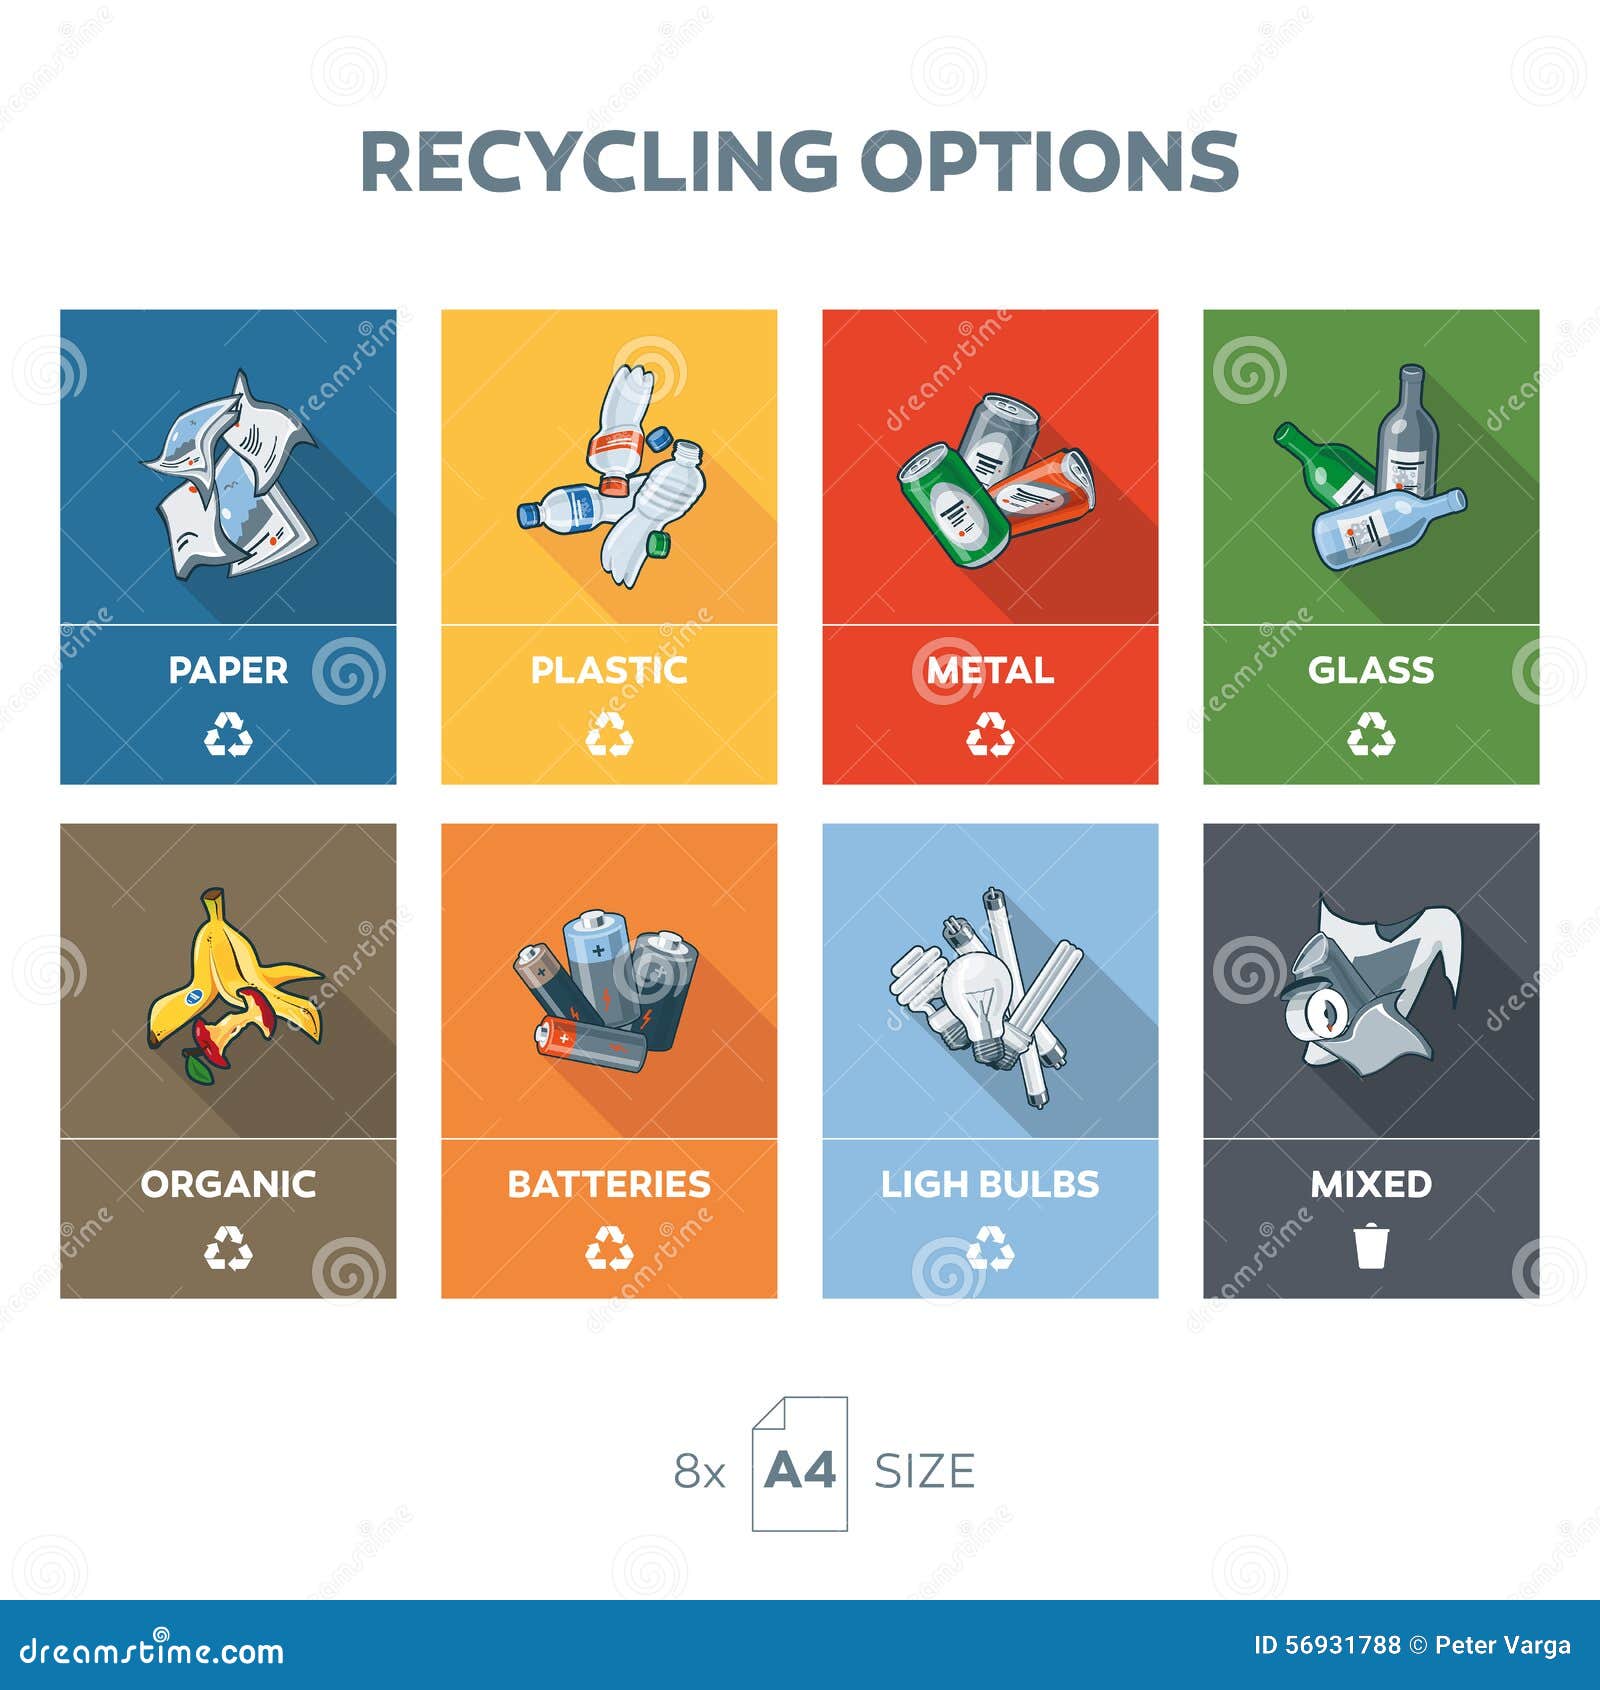 RECYCLING OPTIONS
PAPER
PLASTIC
METAL
GLASS
ORGANIC
BATTERIES
LIGH BULBS
MIXED
8x A4 SIZE
dreamstime.com
ID 56931788 © Peter Varga